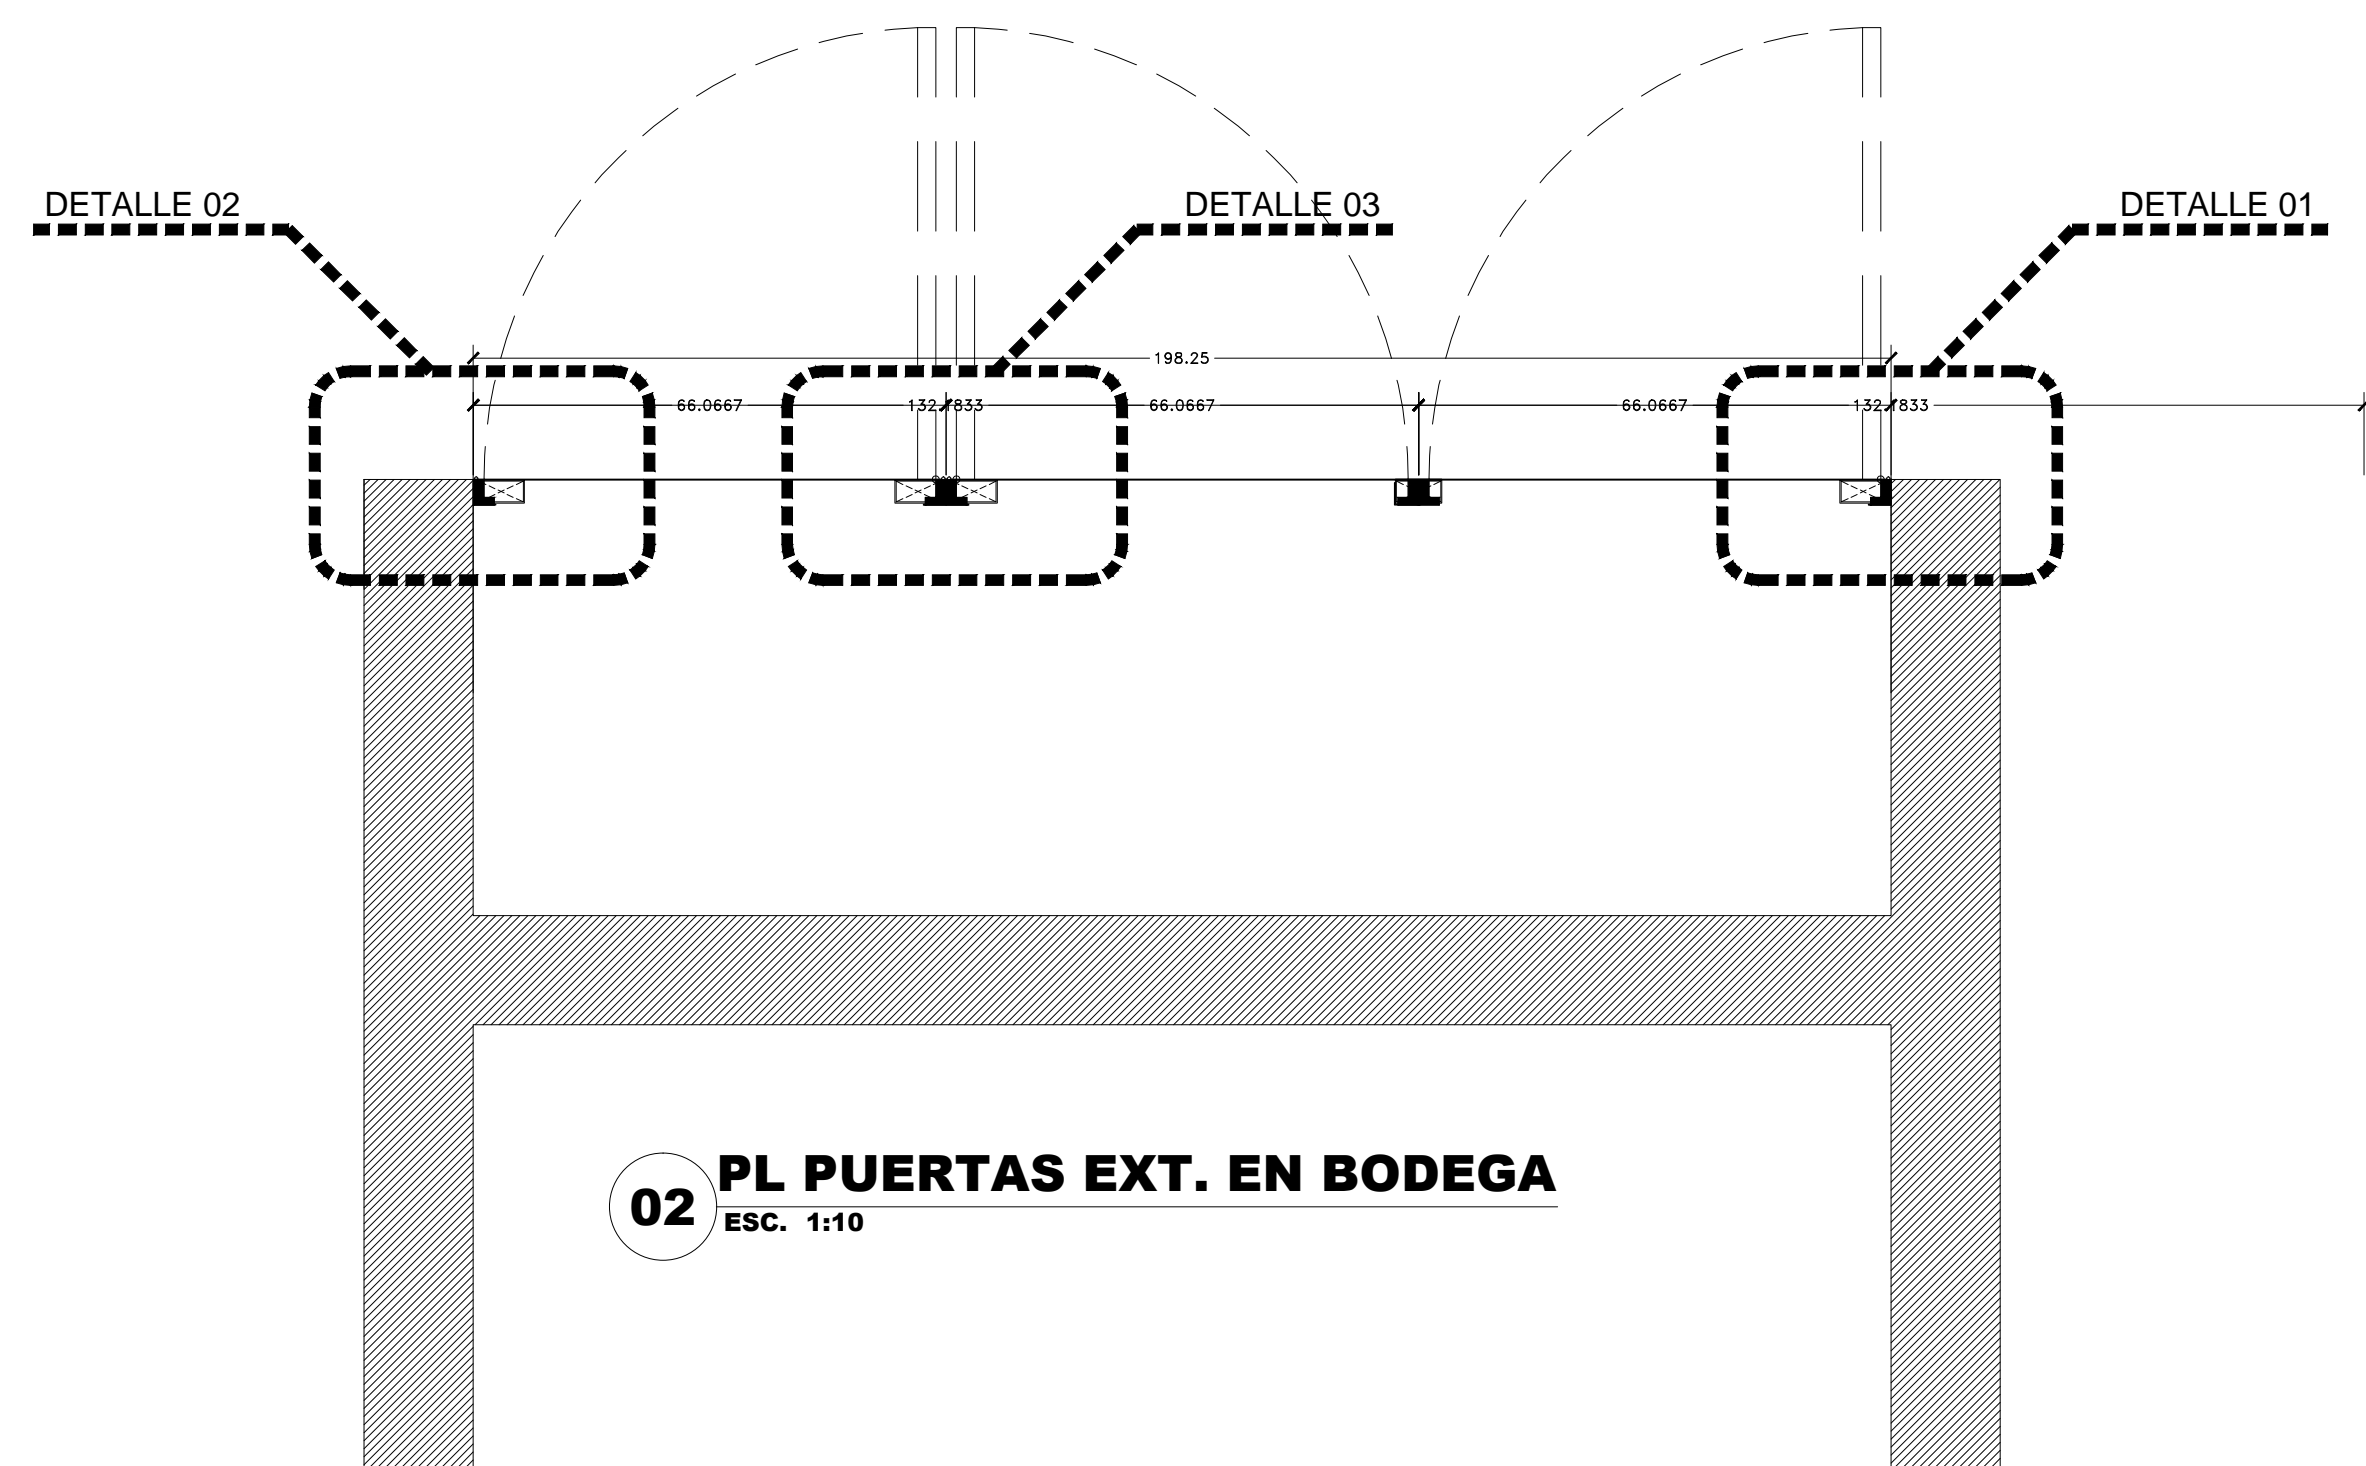 DETALLE 02
DETALLE 03
DETALLE 01
198.25
66.0667
132.1833
66.0667
66.0667
132.1833
02
PL PUERTAS EXT. EN BODEGA
ESC. 1:10